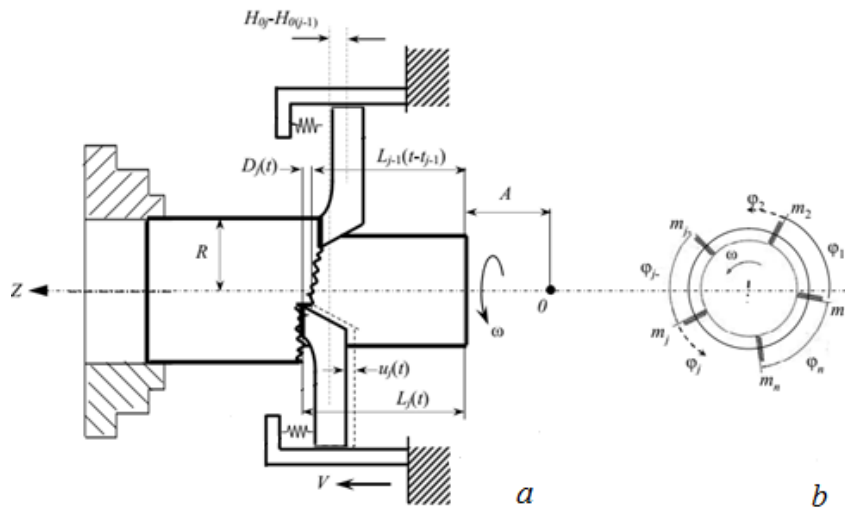 H₀ⱼ-H₀₍ⱼ₋₁₎
Dⱼ(t)
Lⱼ₋₁(t-tⱼ₋₁)
A
R
Z
ω
0
uⱼ(t)
Lⱼ(t)
V
a
φ₂
m₂
mⱼ
ω
φ₁
φⱼ-
m
mⱼ
φⱼ
mₙ
φₙ
b